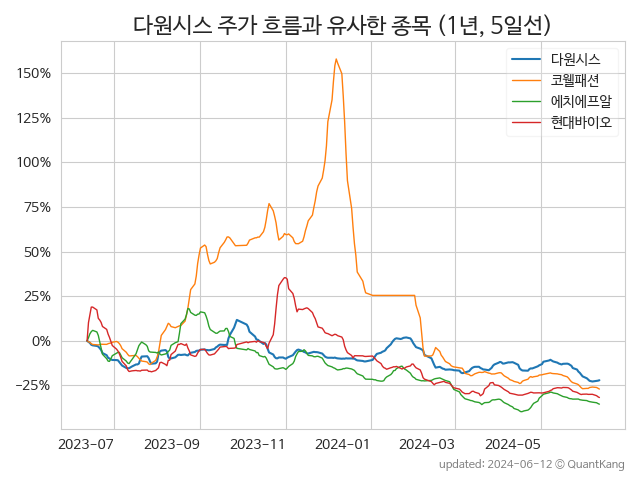 다원시스 주가 흐름과 유사한 종목 (1년, 5일선)
다원시스
코웰패션
에치에프알
현대바이오
150%
125%
100%
75%
50%
25%
0%
−25%
2023-07
2023-09
2023-11
2024-01
2024-03
2024-05
updated: 2024-06-12 © QuantKang